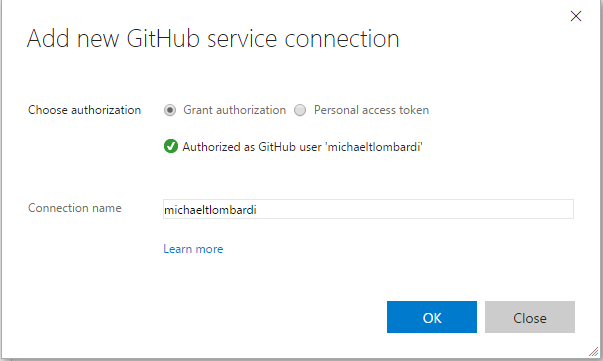 Add new GitHub service connection
Choose authorization Grant authorization Personal access token
Authorized as GitHub user 'michaeltlombardi'
Connection name michaeltlombardi
Learn more
OK Close